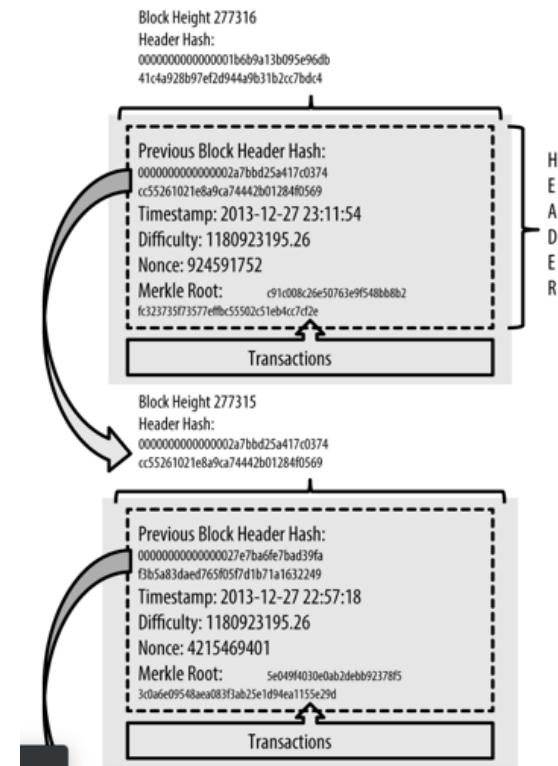 Block Height 277316
Header Hash:
0000000000000001b6b9a13b095e96db
41c4a928b97ef2d944a9b31b2cc7bdc4
Previous Block Header Hash:
0000000000000002a7bbd25a417c0374
cc55261021e8a9ca74442b01284f0569
Timestamp: 2013-12-27 23:11:54
Difficulty: 1180923195.26
Nonce: 924591752
Merkle Root: c91c008c26e50763e9f548bb8b2
fc323735f73577effbc55502c51eb4cc7cf2e
Transactions
HEADER
Block Height 277315
Header Hash:
0000000000000002a7bbd25a417c0374
cc55261021e8a9ca74442b01284f0569
Previous Block Header Hash:
00000000000000027e7ba6fe7bad39fa
f3b5a83daed765f05f7d1b71a1632249
Timestamp: 2013-12-27 22:57:18
Difficulty: 1180923195.26
Nonce: 4215469401
Merkle Root: 5e049f4030e0ab2debb92378f5
3c0a6e09548aea083f3ab25e1d94ea1155e29d
Transactions